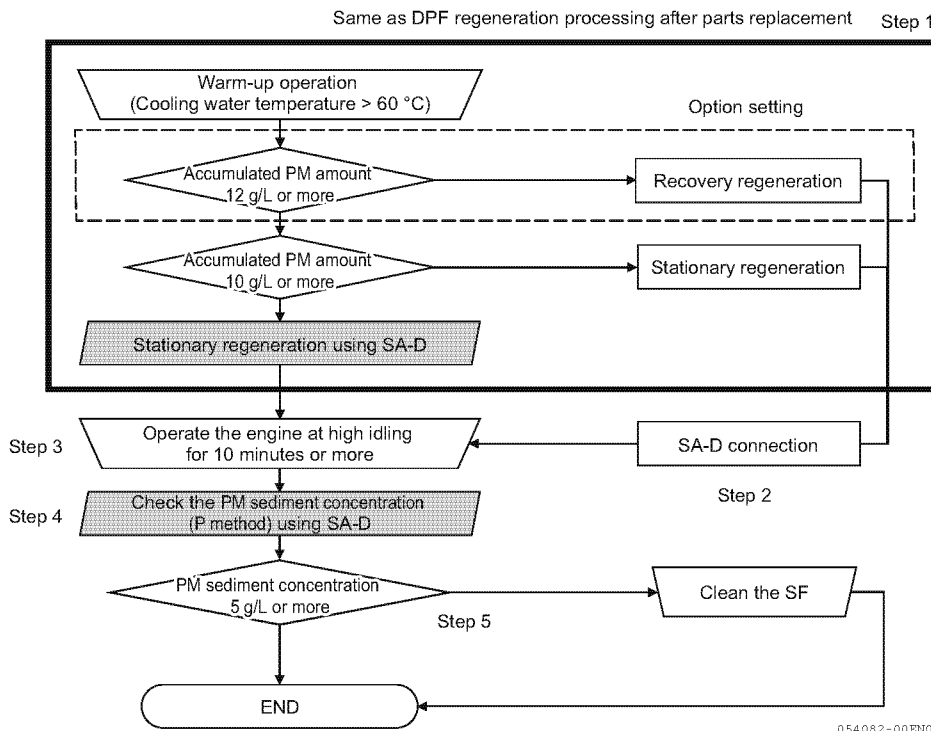 Same as DPF regeneration processing after parts replacement Step 1
Warm-up operation
(Cooling water temperature > 60 °C)
Option setting
Accumulated PM amount
12 g/L or more
Recovery regeneration
Accumulated PM amount
10 g/L or more
Stationary regeneration
Stationary regeneration using SA-D
Step 3
Operate the engine at high idling
for 10 minutes or more
SA-D connection
Step 2
Step 4
Check the PM sediment concentration
(P method) using SA-D
PM sediment concentration
5 g/L or more
Clean the SF
Step 5
END